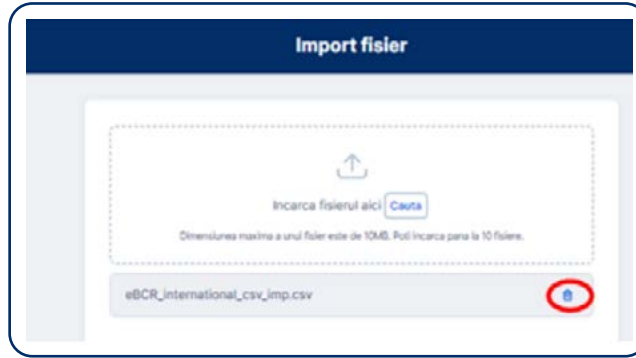 Import fisier
Incarca fisierul aici Cauta
Dimensiunea maxima a unui fisier este de 10MB. Poti incarca pana la 10 fisiere.
eBCR_international_csv_imp.csv